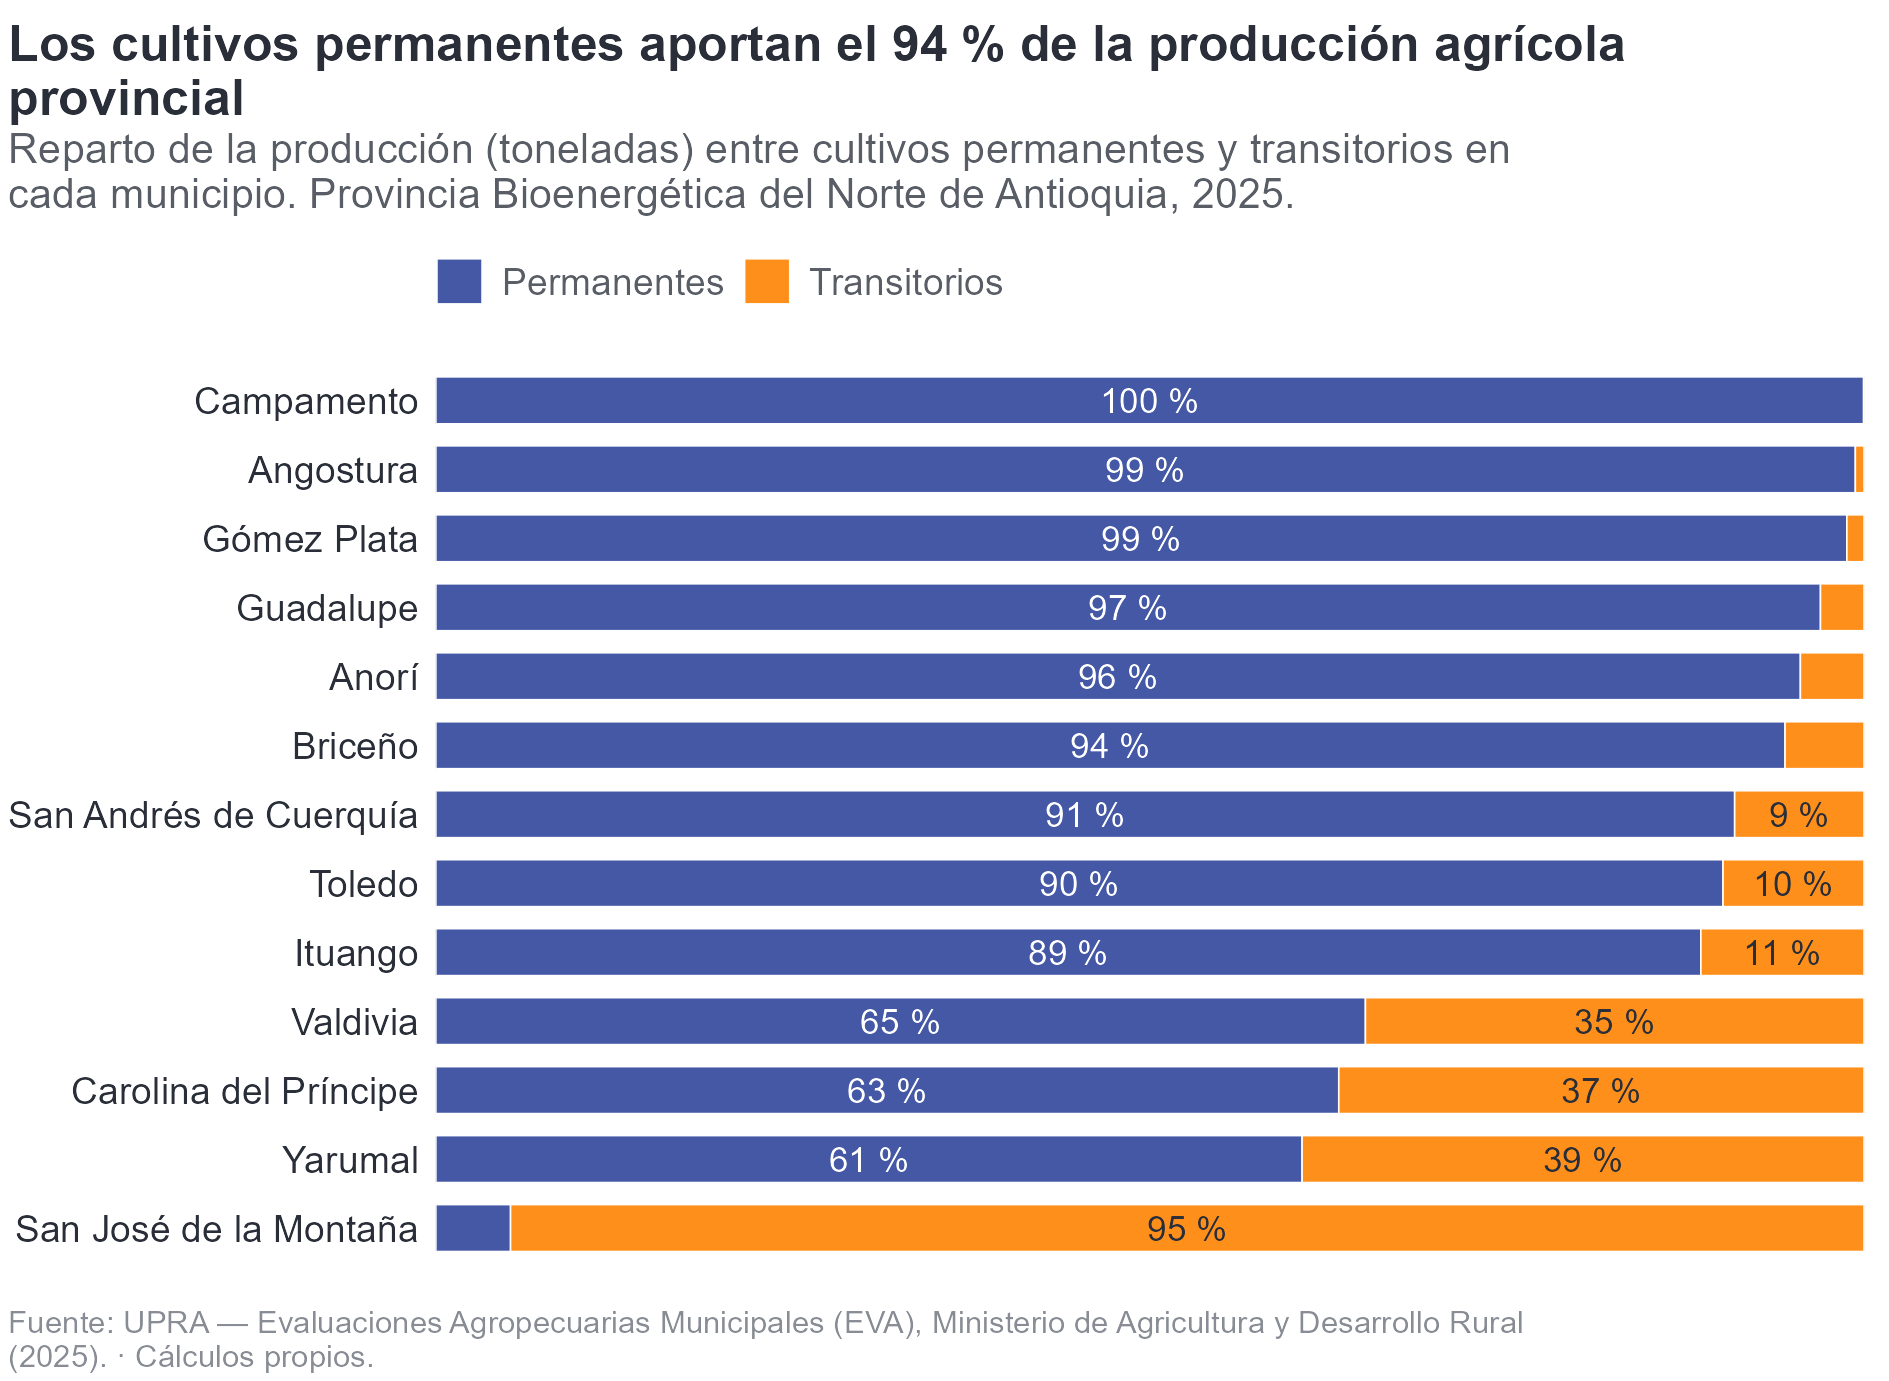 Los cultivos permanentes aportan el 94 % de la producción agrícola
provincial
Reparto de la producción (toneladas) entre cultivos permanentes y transitorios en
cada municipio. Provincia Bioenergética del Norte de Antioquia, 2025.
Permanentes Transitorios
Campamento 100 %
Angostura 99 %
Gómez Plata 99 %
Guadalupe 97 %
Anorí 96 %
Briceño 94 %
San Andrés de Cuerquía 91 % 9 %
Toledo 90 % 10 %
Ituango 89 % 11 %
Valdivia 65 % 35 %
Carolina del Príncipe 63 % 37 %
Yarumal 61 % 39 %
San José de la Montaña 95 %
Fuente: UPRA — Evaluaciones Agropecuarias Municipales (EVA), Ministerio de Agricultura y Desarrollo Rural
(2025). · Cálculos propios.